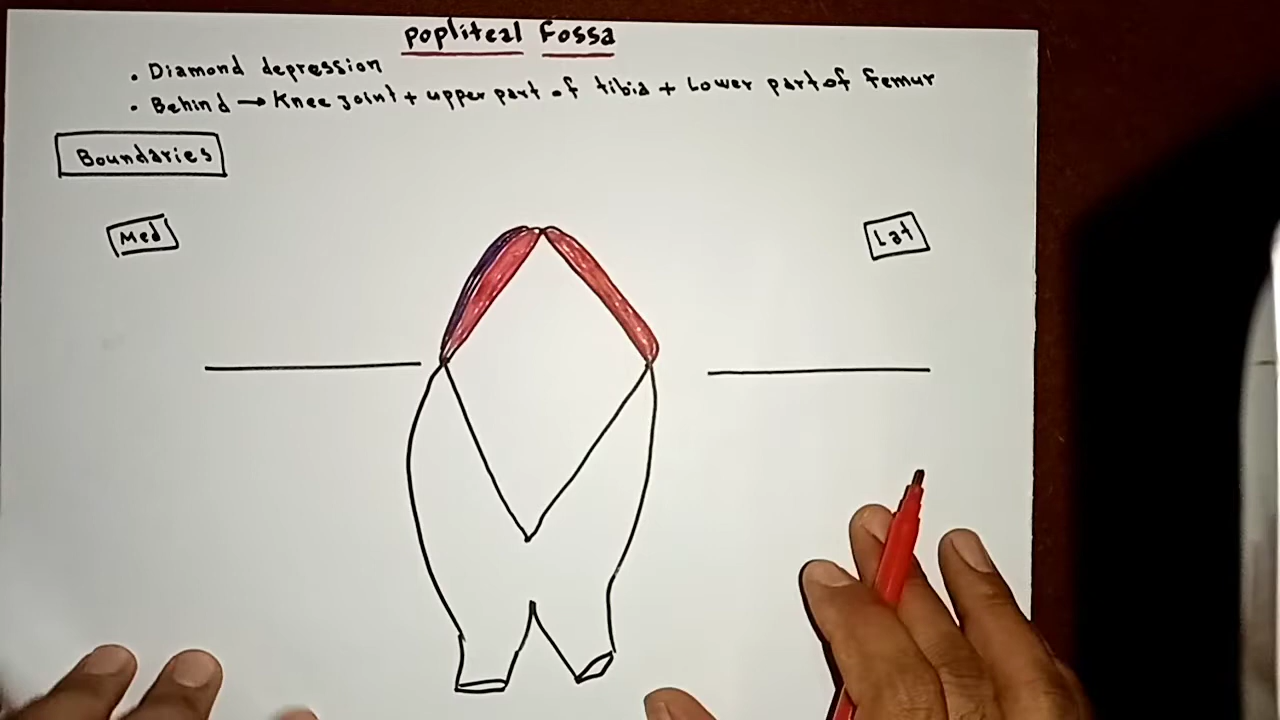 Popliteal Fossa
• Diamond depression
• Behind → Knee joint + upper part of tibia + Lower part of femur
Boundaries
Med
Lat